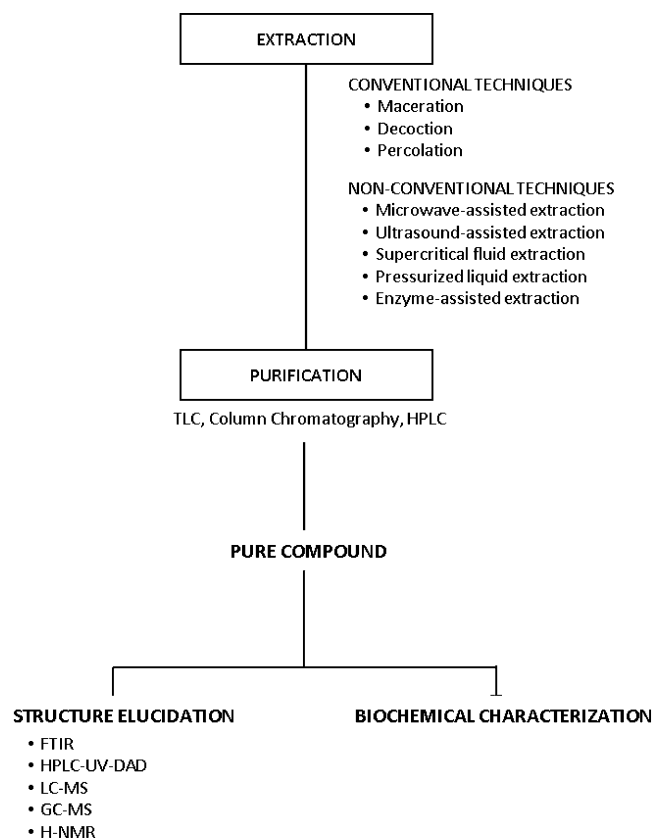 EXTRACTION
CONVENTIONAL TECHNIQUES
• Maceration
• Decoction
• Percolation
NON-CONVENTIONAL TECHNIQUES
• Microwave-assisted extraction
• Ultrasound-assisted extraction
• Supercritical fluid extraction
• Pressurized liquid extraction
• Enzyme-assisted extraction
PURIFICATION
TLC, Column Chromatography, HPLC
PURE COMPOUND
STRUCTURE ELUCIDATION
• FTIR
• HPLC-UV-DAD
• LC-MS
• GC-MS
• H-NMR
BIOCHEMICAL CHARACTERIZATION